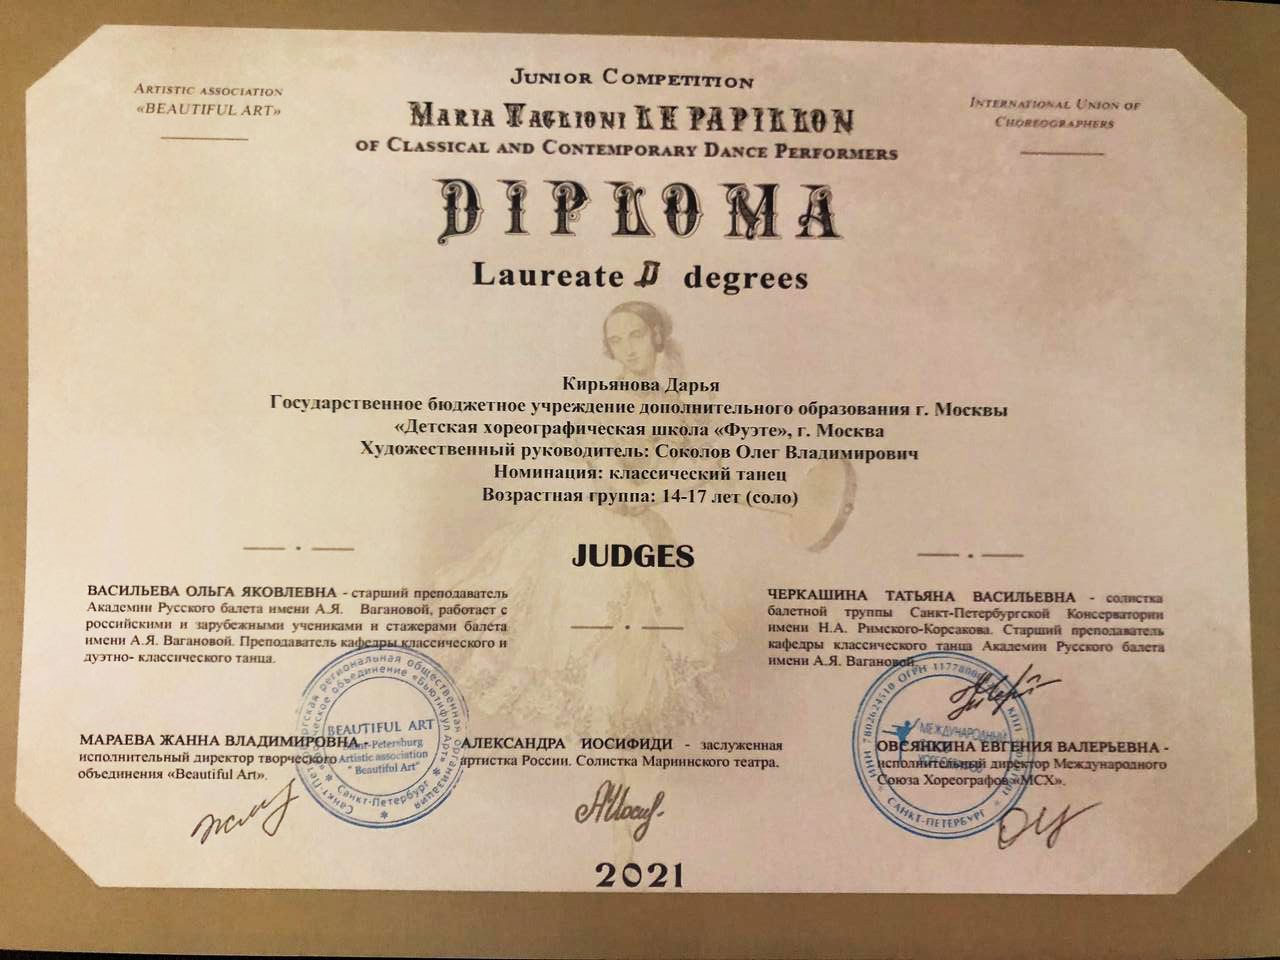 ARTISTIC ASSOCIATION
«BEAUTIFUL ART»
JUNIOR COMPETITION
MARIA TAGLIONI LE PAPILLON
OF CLASSICAL AND CONTEMPORARY DANCE PERFORMERS
INTERNATIONAL UNION OF
CHOREOGRAPHERS
DIPLOMA
Laureate II degrees
Кирьянова Дарья
Государственное бюджетное учреждение дополнительного образования г. Москвы
«Детская хореографическая школа «Фуэте», г. Москва
Художественный руководитель: Соколов Олег Владимирович
Номинация: классический танец
Возрастная группа: 14-17 лет (соло)
JUDGES
ВАСИЛЬЕВА ОЛЬГА ЯКОВЛЕВНА - старший преподаватель
Академии Русского балета имени А.Я. Вагановой, работает с
российскими и зарубежными учениками и стажерами балета
имени А.Я. Вагановой. Преподаватель кафедры классического и
дуэтно- классического танца.
ЧЕРКАШИНА ТАТЬЯНА ВАСИЛЬЕВНА - солистка
балетной труппы Санкт-Петербургской Консерватории
имени Н.А. Римского-Корсакова. Старший преподаватель
кафедры классического танца Академии Русского балета
имени А.Я. Вагановой
МАРАЕВА ЖАННА ВЛАДИМИРОВНА -
исполнительный директор творческого
объединения «Beautiful Art».
BEAUTIFUL ART
Saint-Petersburg
Artistic association
"Beautiful Art"
Санкт-Петербург
АЛЕКСАНДРА ИОСИФИДИ - заслуженная
артистка России. Солистка Мариинского театра.
ОВСЯНКИНА ЕВГЕНИЯ ВАЛЕРЬЕВНА -
исполнительный директор Международного
Союза Хореографов «МСХ».
МЕЖДУНАРОДНЫЙ
САНКТ-ПЕТЕРБУРГ
2021